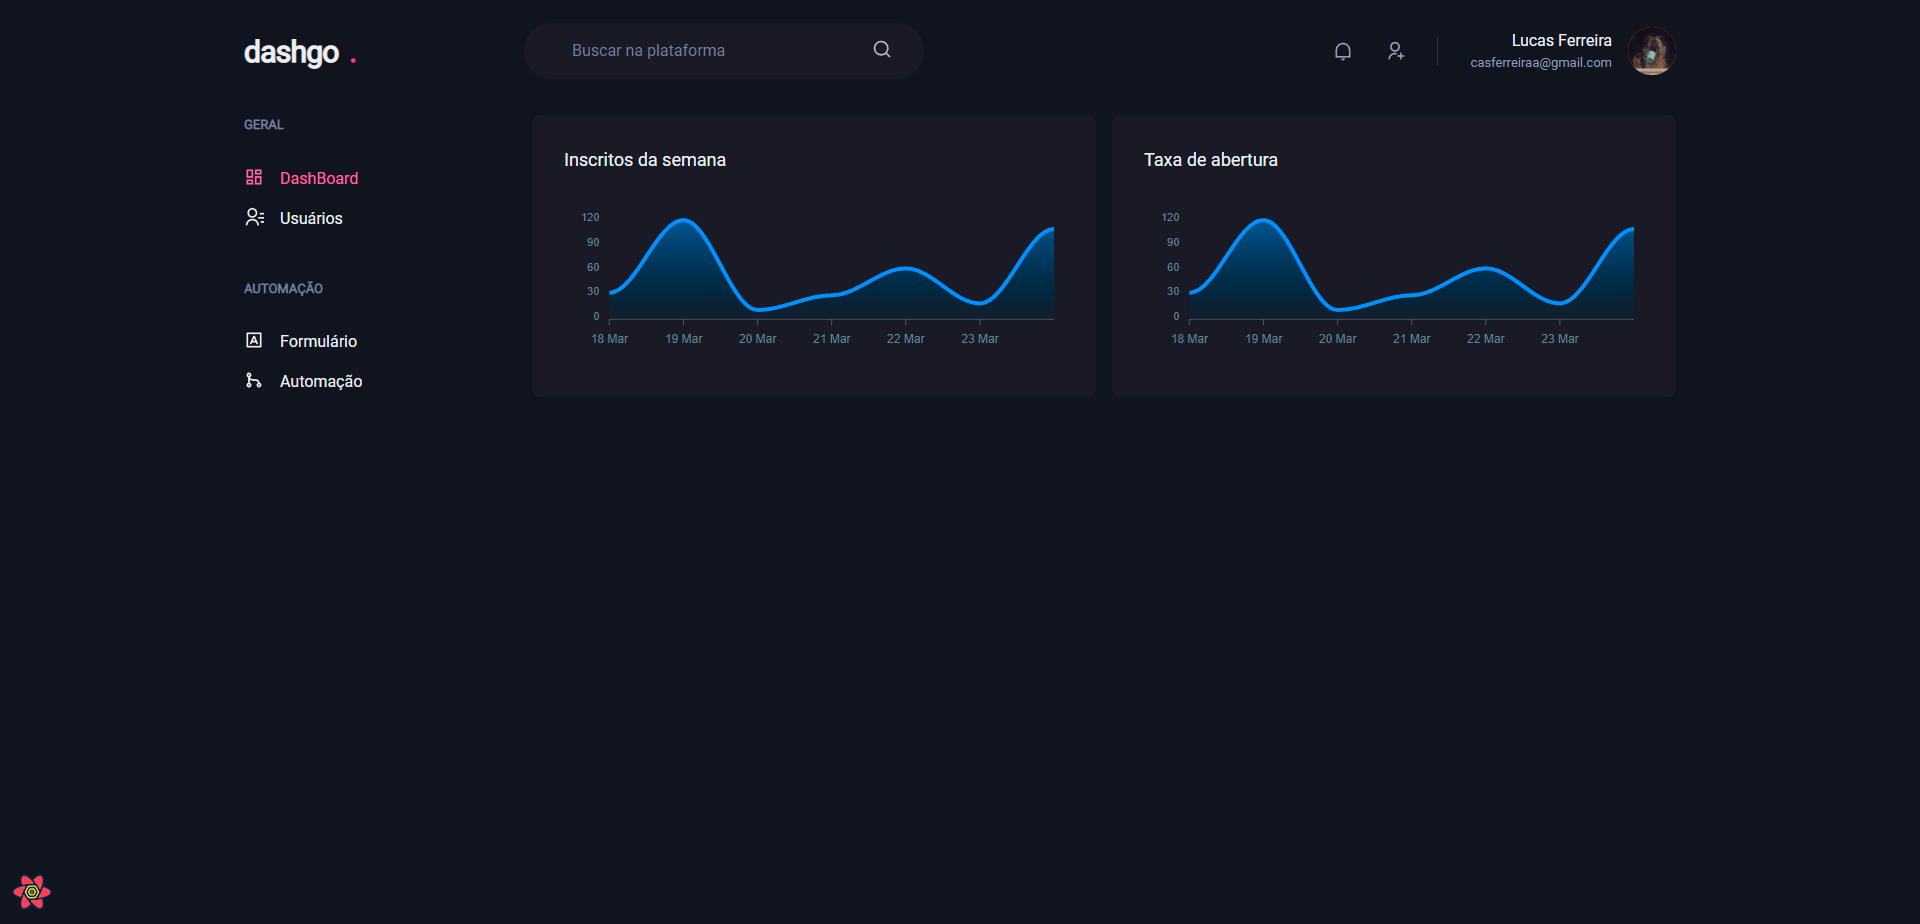 dashgo .
Buscar na plataforma
Lucas Ferreira
casferreiraa@gmail.com
GERAL
DashBoard
Usuários
AUTOMAÇÃO
Formulário
Automação
Inscritos da semana
120
90
60
30
0
18 Mar 19 Mar 20 Mar 21 Mar 22 Mar 23 Mar
Taxa de abertura
120
90
60
30
0
18 Mar 19 Mar 20 Mar 21 Mar 22 Mar 23 Mar